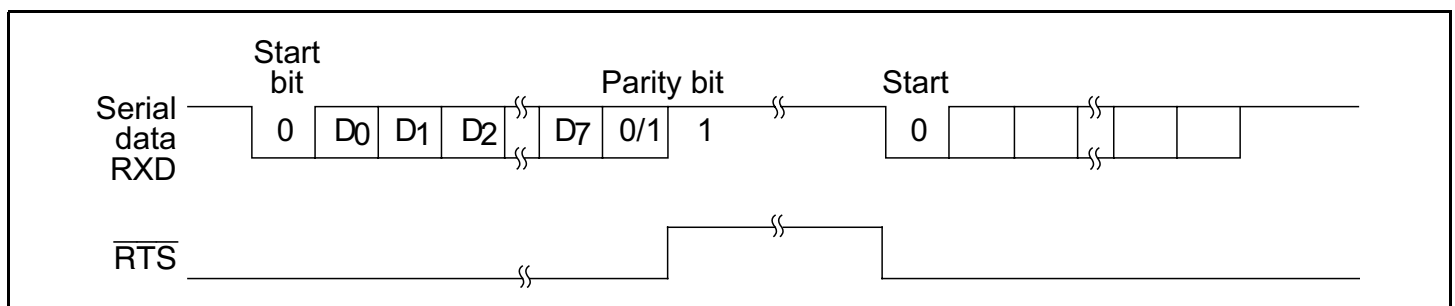 Start
bit
Parity bit
Start
Serial
data
RXD
0 D0 D1 D2 D7 0/1 1 0
RTS